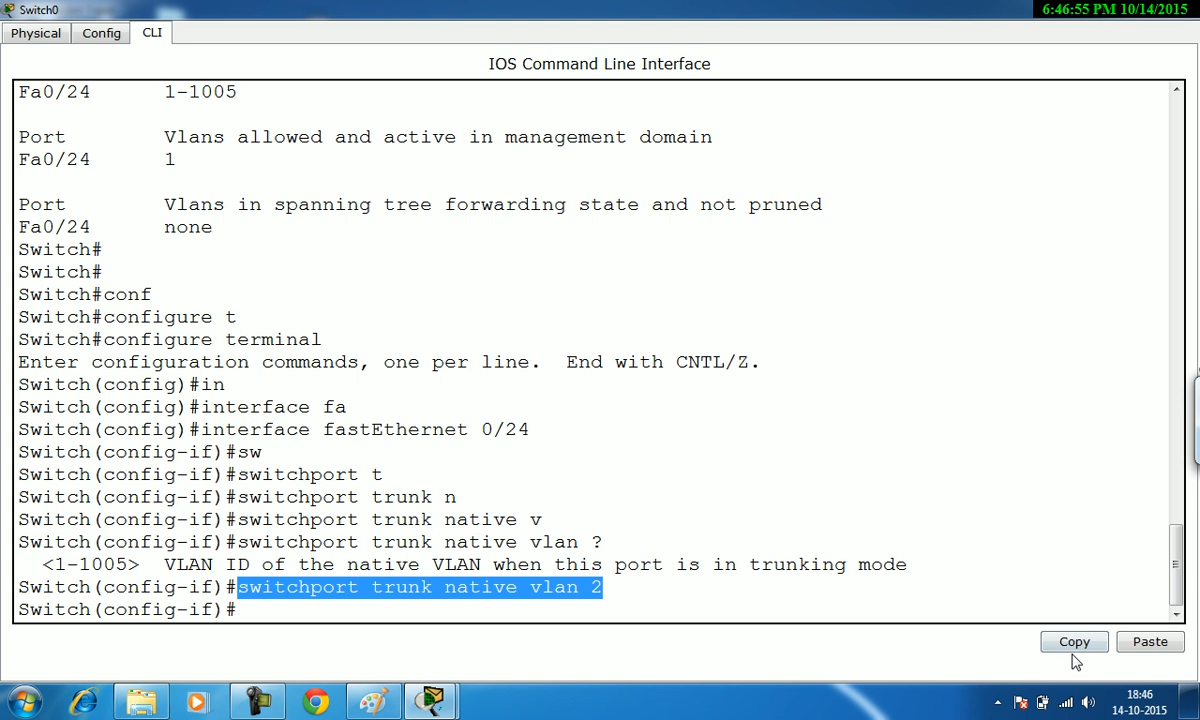 Switch0
6:46:55 PM 10/14/2015
Physical Config CLI
IOS Command Line Interface
Fa0/24 1-1005
Port Vlans allowed and active in management domain
Fa0/24 1
Port Vlans in spanning tree forwarding state and not pruned
Fa0/24 none
Switch#
Switch#
Switch#conf
Switch#configure t
Switch#configure terminal
Enter configuration commands, one per line. End with CNTL/Z.
Switch(config)#in
Switch(config)#interface fa
Switch(config)#interface fastEthernet 0/24
Switch(config-if)#sw
Switch(config-if)#switchport t
Switch(config-if)#switchport trunk n
Switch(config-if)#switchport trunk native v
Switch(config-if)#switchport trunk native vlan ?
<1-1005> VLAN ID of the native VLAN when this port is in trunking mode
Switch(config-if)#switchport trunk native vlan 2
Switch(config-if)#
Copy Paste
18:46
14-10-2015